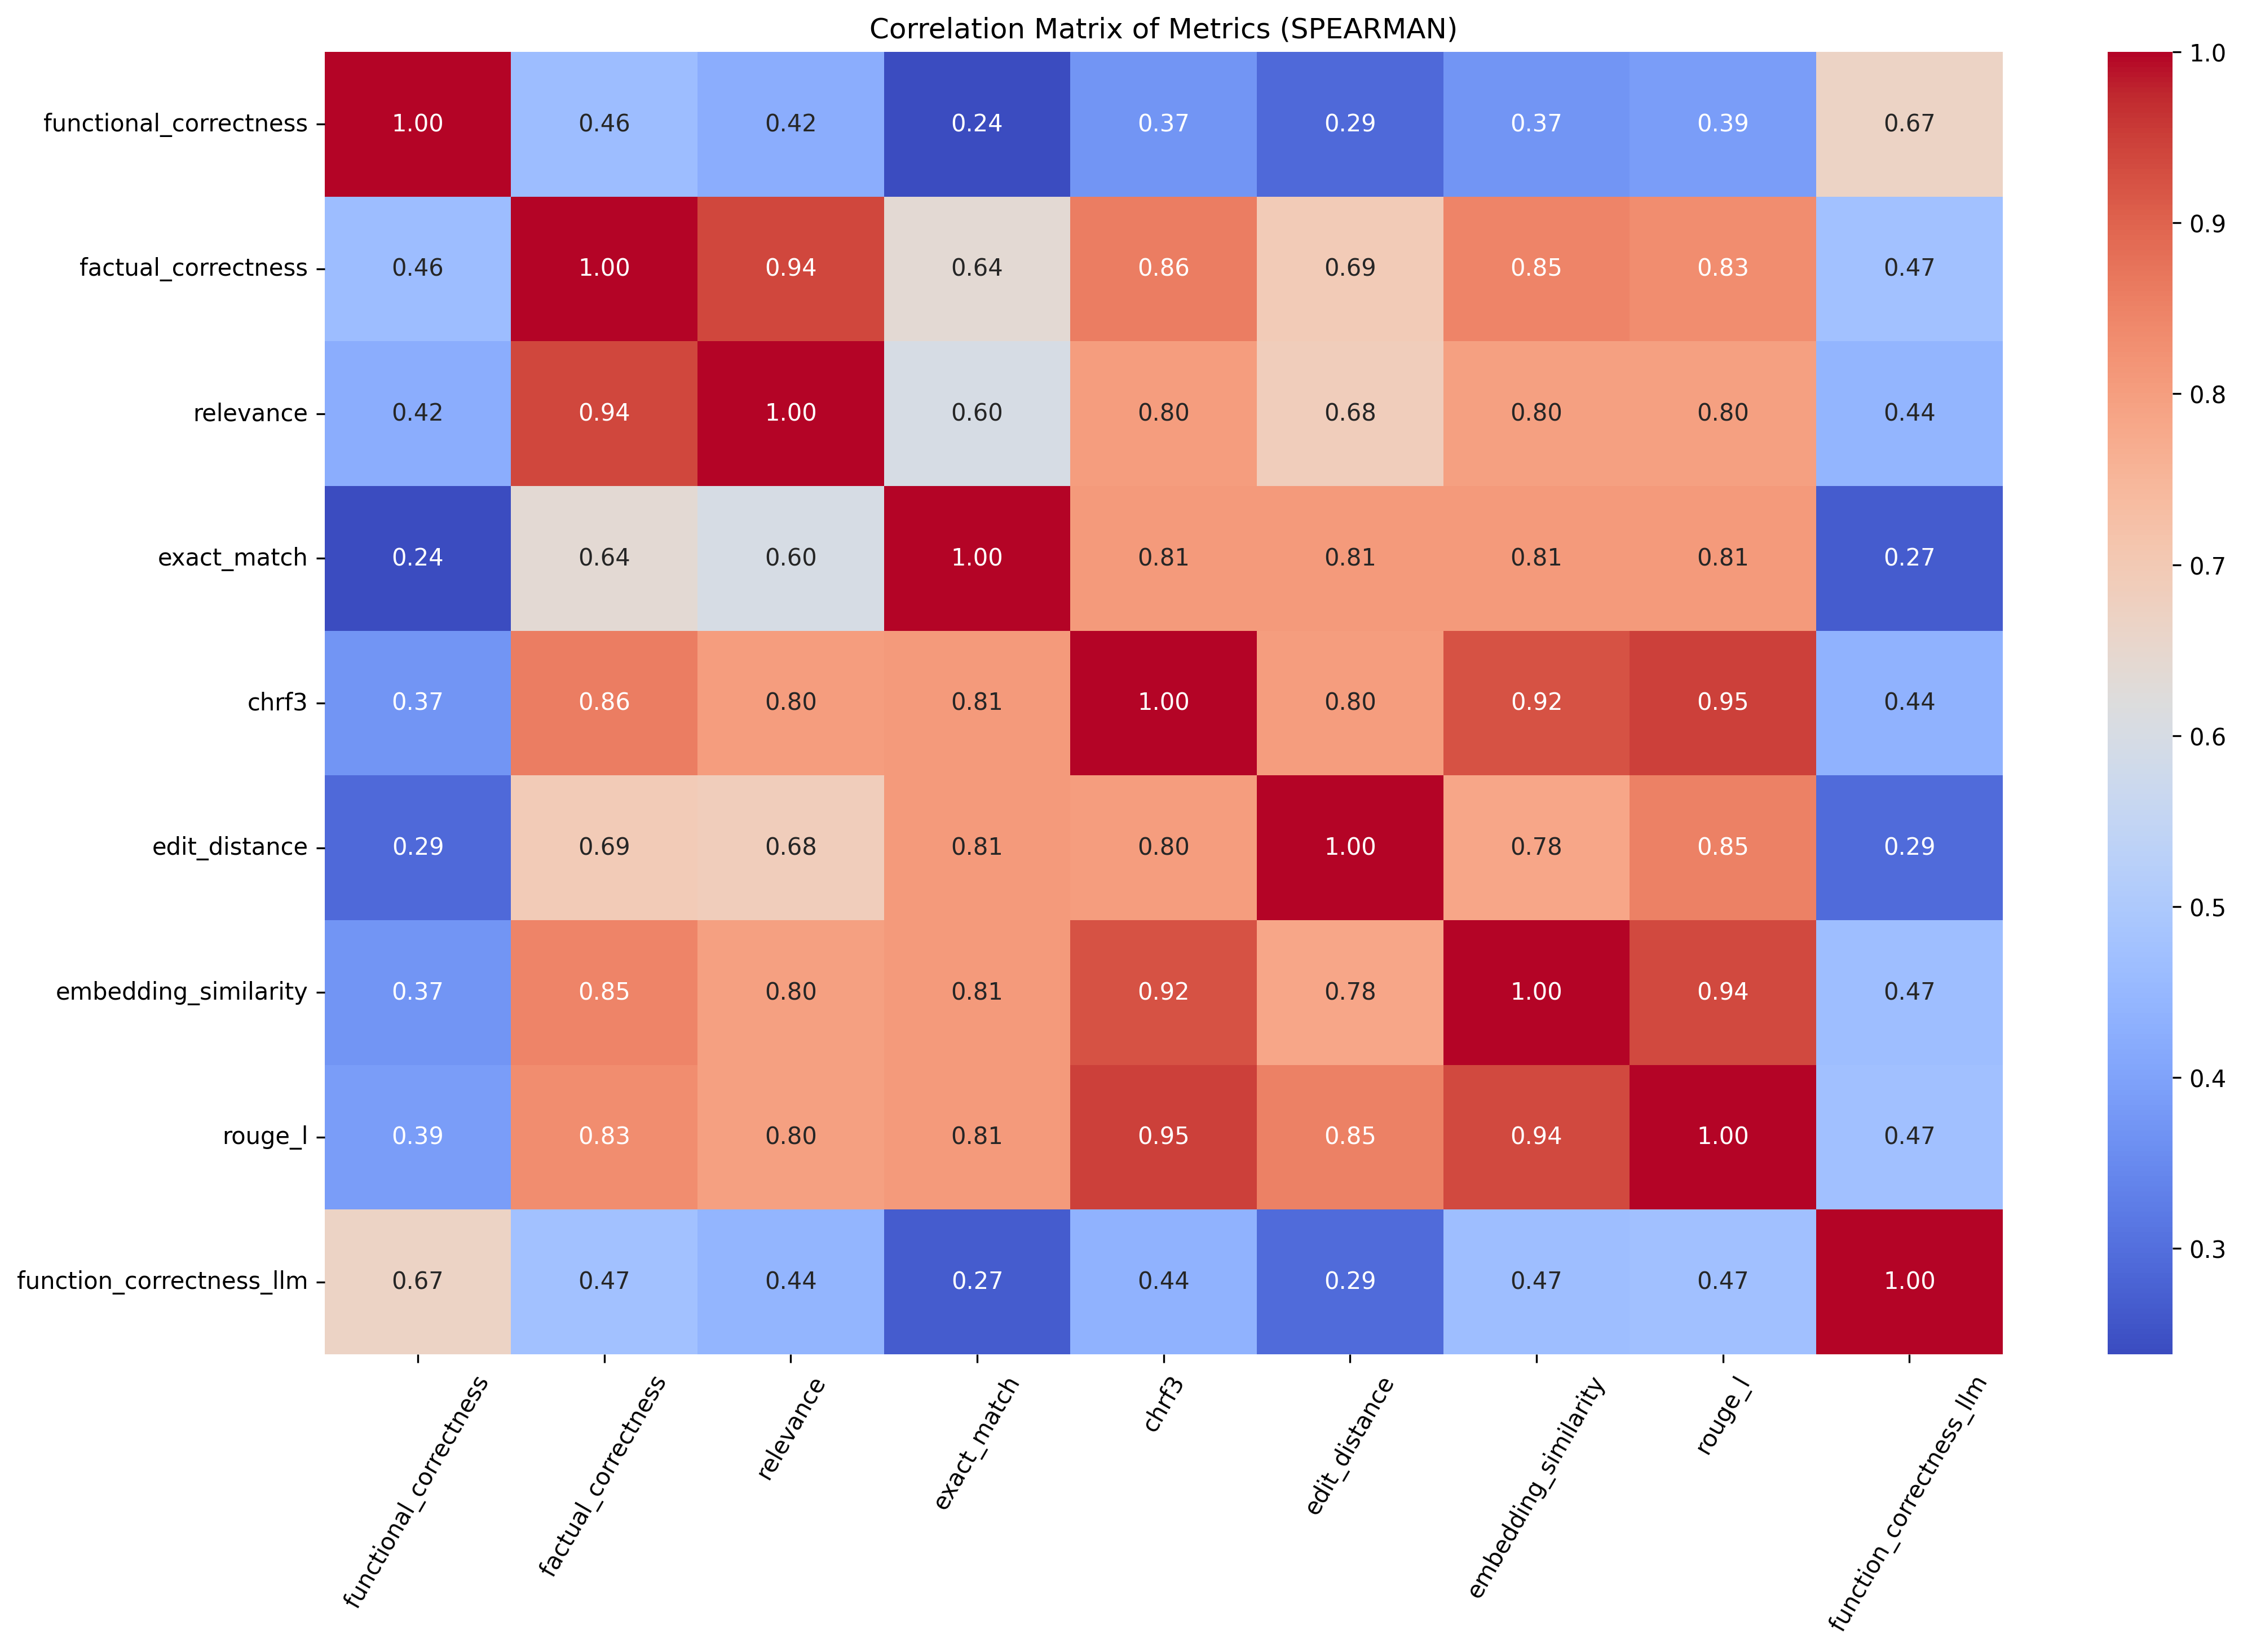 Correlation Matrix of Metrics (SPEARMAN)
functional_correctness 1.00 0.46 0.42 0.24 0.37 0.29 0.37 0.39 0.67
factual_correctness 0.46 1.00 0.94 0.64 0.86 0.69 0.85 0.83 0.47
relevance 0.42 0.94 1.00 0.60 0.80 0.68 0.80 0.80 0.44
exact_match 0.24 0.64 0.60 1.00 0.81 0.81 0.81 0.81 0.27
chrf3 0.37 0.86 0.80 0.81 1.00 0.80 0.92 0.95 0.44
edit_distance 0.29 0.69 0.68 0.81 0.80 1.00 0.78 0.85 0.29
embedding_similarity 0.37 0.85 0.80 0.81 0.92 0.78 1.00 0.94 0.47
rouge_l 0.39 0.83 0.80 0.81 0.95 0.85 0.94 1.00 0.47
function_correctness_llm 0.67 0.47 0.44 0.27 0.44 0.29 0.47 0.47 1.00
functional_correctness
factual_correctness
relevance
exact_match
chrf3
edit_distance
embedding_similarity
rouge_l
function_correctness_llm
1.0
0.9
0.8
0.7
0.6
0.5
0.4
0.3